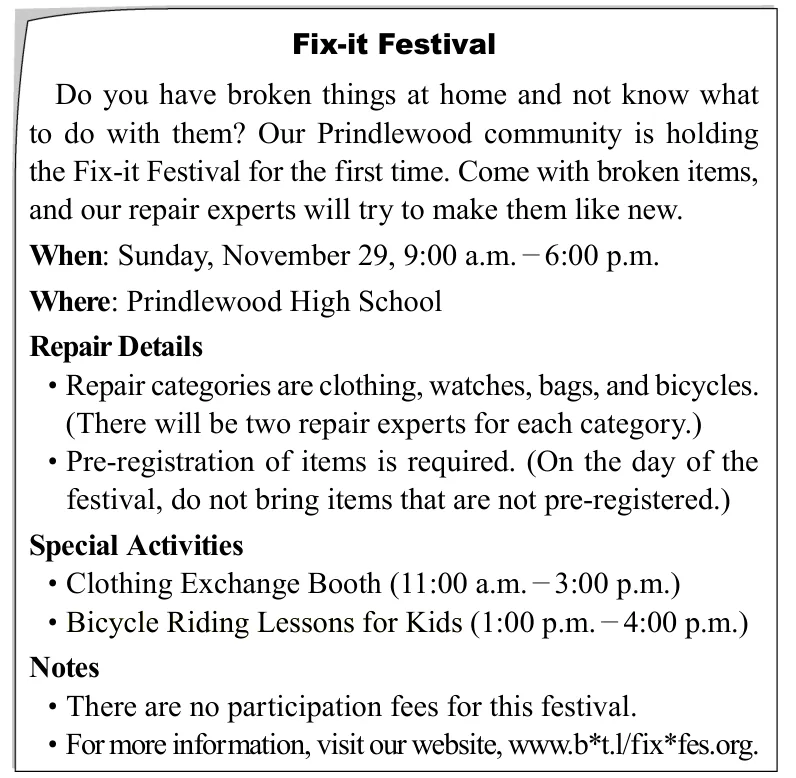 Fix-it Festival
Do you have broken things at home and not know what
to do with them? Our Prindlewood community is holding
the Fix-it Festival for the first time. Come with broken items,
and our repair experts will try to make them like new.
When: Sunday, November 29, 9:00 a.m. – 6:00 p.m.
Where: Prindlewood High School
Repair Details
• Repair categories are clothing, watches, bags, and bicycles.
(There will be two repair experts for each category.)
• Pre-registration of items is required. (On the day of the
festival, do not bring items that are not pre-registered.)
Special Activities
• Clothing Exchange Booth (11:00 a.m. – 3:00 p.m.)
• Bicycle Riding Lessons for Kids (1:00 p.m. – 4:00 p.m.)
Notes
• There are no participation fees for this festival.
• For more information, visit our website, www.b*t.l/fix*fes.org.